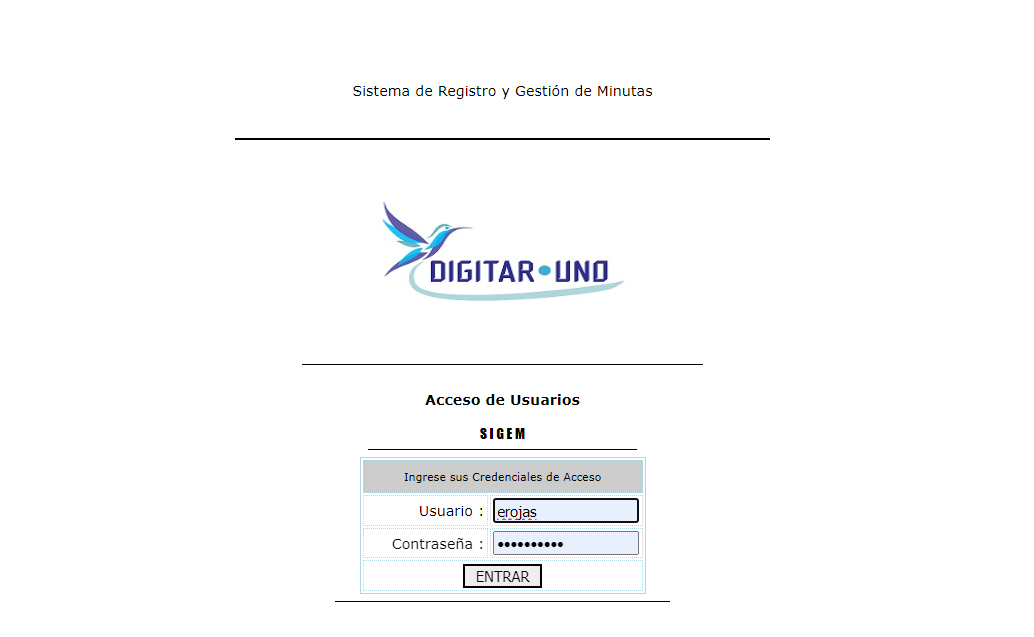 Sistema de Registro y Gestión de Minutas
DIGITAR•UNO
Acceso de Usuarios
SIGEM
Ingrese sus Credenciales de Acceso
Usuario : erojas
Contraseña : ••••••••••
ENTRAR